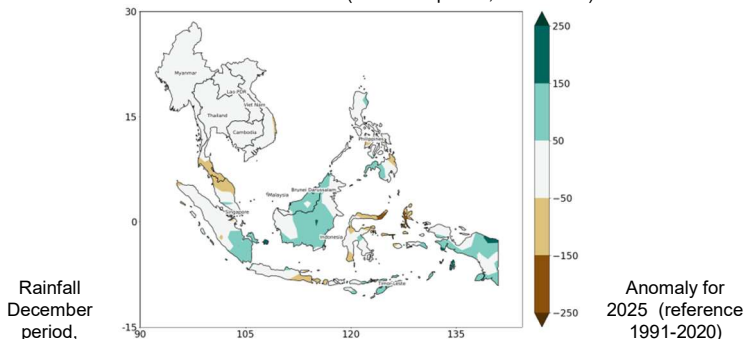 30
15
0
-15
90
105
120
135
Myanmar
Lao PDR
Viet Nam
Thailand
Cambodia
Philippines
Malaysia
Brunei Darussalam
Singapore
Indonesia
Timor-Leste
250
150
50
−50
−150
−250
Rainfall
December
period,
Anomaly for
2025 (reference
1991-2020)